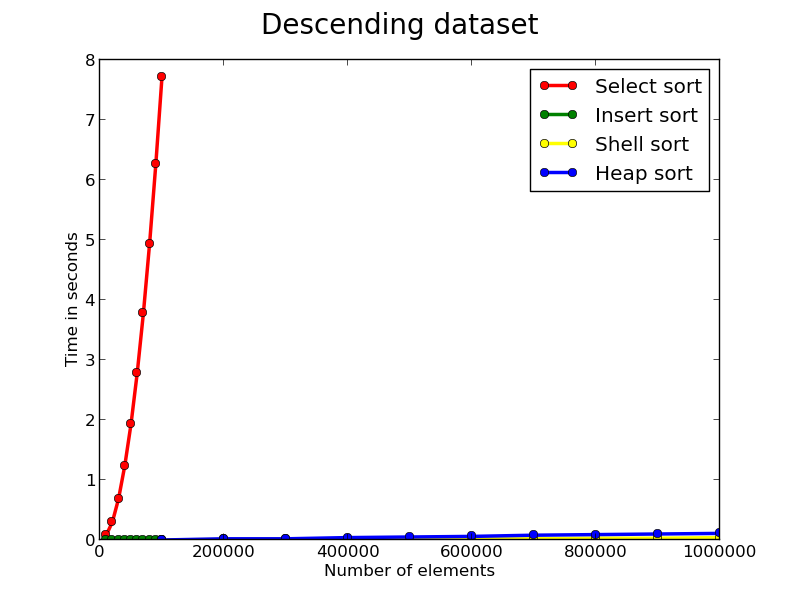 Descending dataset
8
7
6
5
4
3
2
1
0
Time in seconds
Select sort
Insert sort
Shell sort
Heap sort
0 200000 400000 600000 800000 1000000
Number of elements